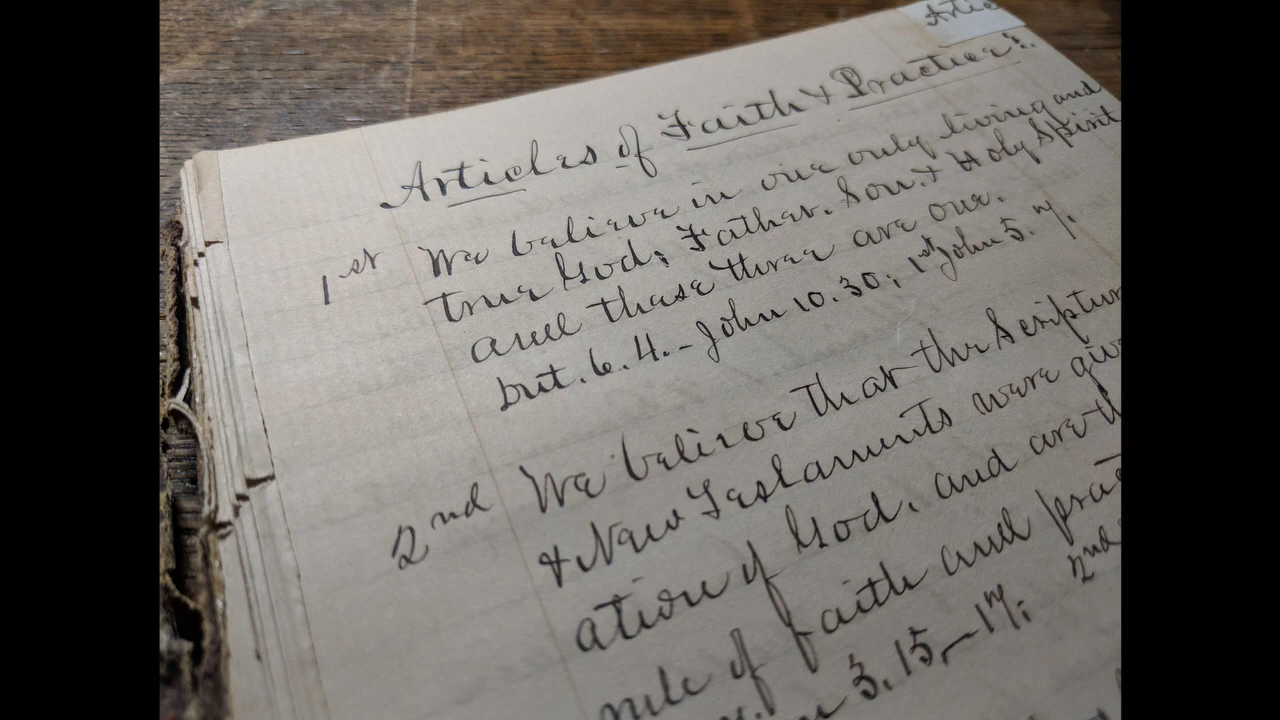 Artic
Articles of Faith & Practice:
1st We believe in one only living and
true God; Father. Son. & Holy Spirit
and these three are one.
but. 6. 4. - John 10. 30; 1st John 5. 7.
2nd We believe that the Scriptur
& New Testaments were giv
ation of God, and are th
rule of faith and prac
3. 15, - 17; 2nd